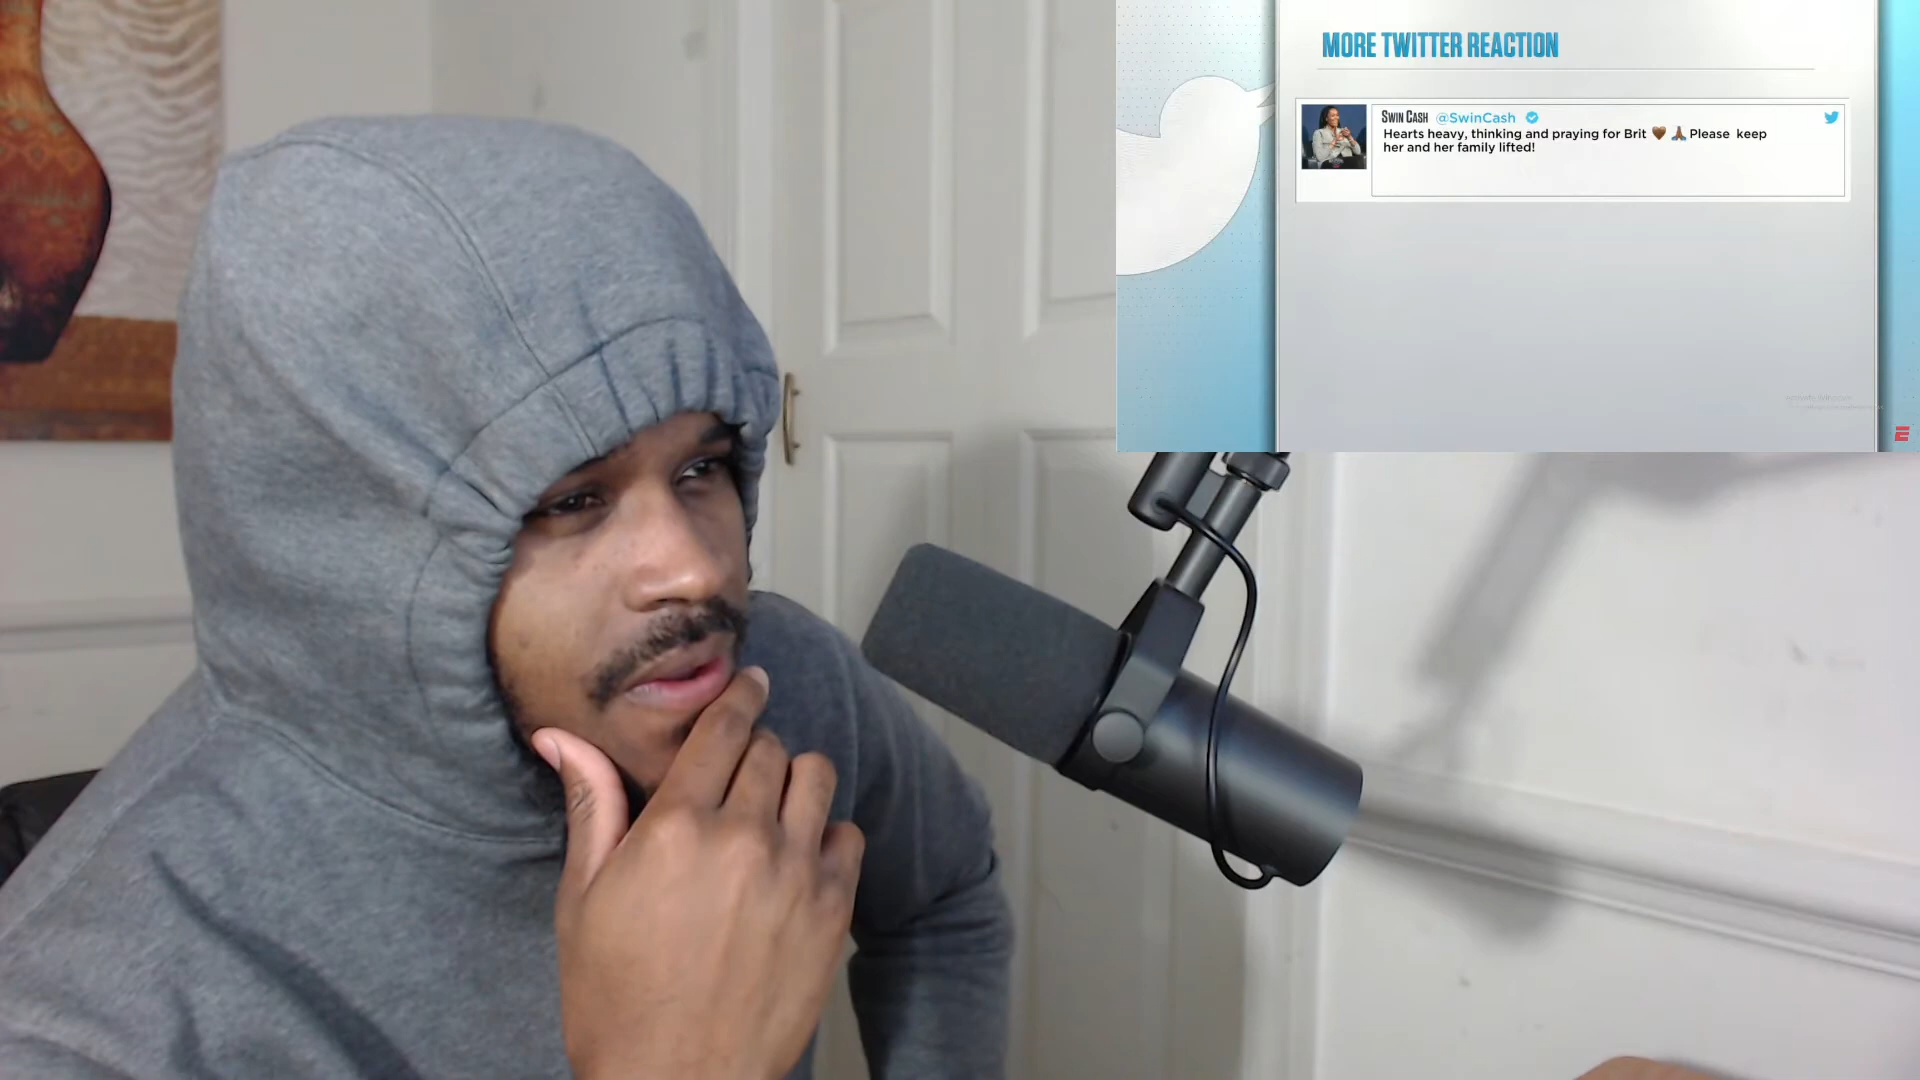 MORE TWITTER REACTION
SWIN CASH @SwinCash
Hearts heavy, thinking and praying for Brit 🤎 🙏🏾 Please keep
her and her family lifted!